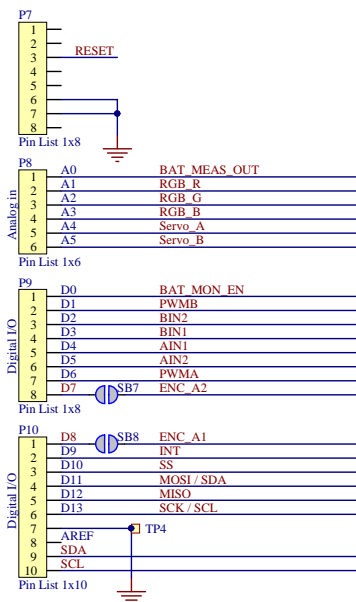 P7
1
2
3 RESET
4
5
6
7
8
Pin List 1x8
P8
Analog in
1 A0 BAT_MEAS_OUT
2 A1 RGB_R
3 A2 RGB_G
4 A3 RGB_B
5 A4 Servo_A
6 A5 Servo_B
Pin List 1x6
P9
Digital I/O
1 D0 BAT_MON_EN
2 D1 PWMB
3 D2 BIN2
4 D3 BIN1
5 D4 AIN1
6 D5 AIN2
7 D6 PWMA
8 D7 SB7 ENC_A2
Pin List 1x8
P10
Digital I/O
1 D8 SB8 ENC_A1
2 D9 INT
3 D10 SS
4 D11 MOSI / SDA
5 D12 MISO
6 D13 SCK / SCL
7 TP4
8 AREF
9 SDA
10 SCL
Pin List 1x10